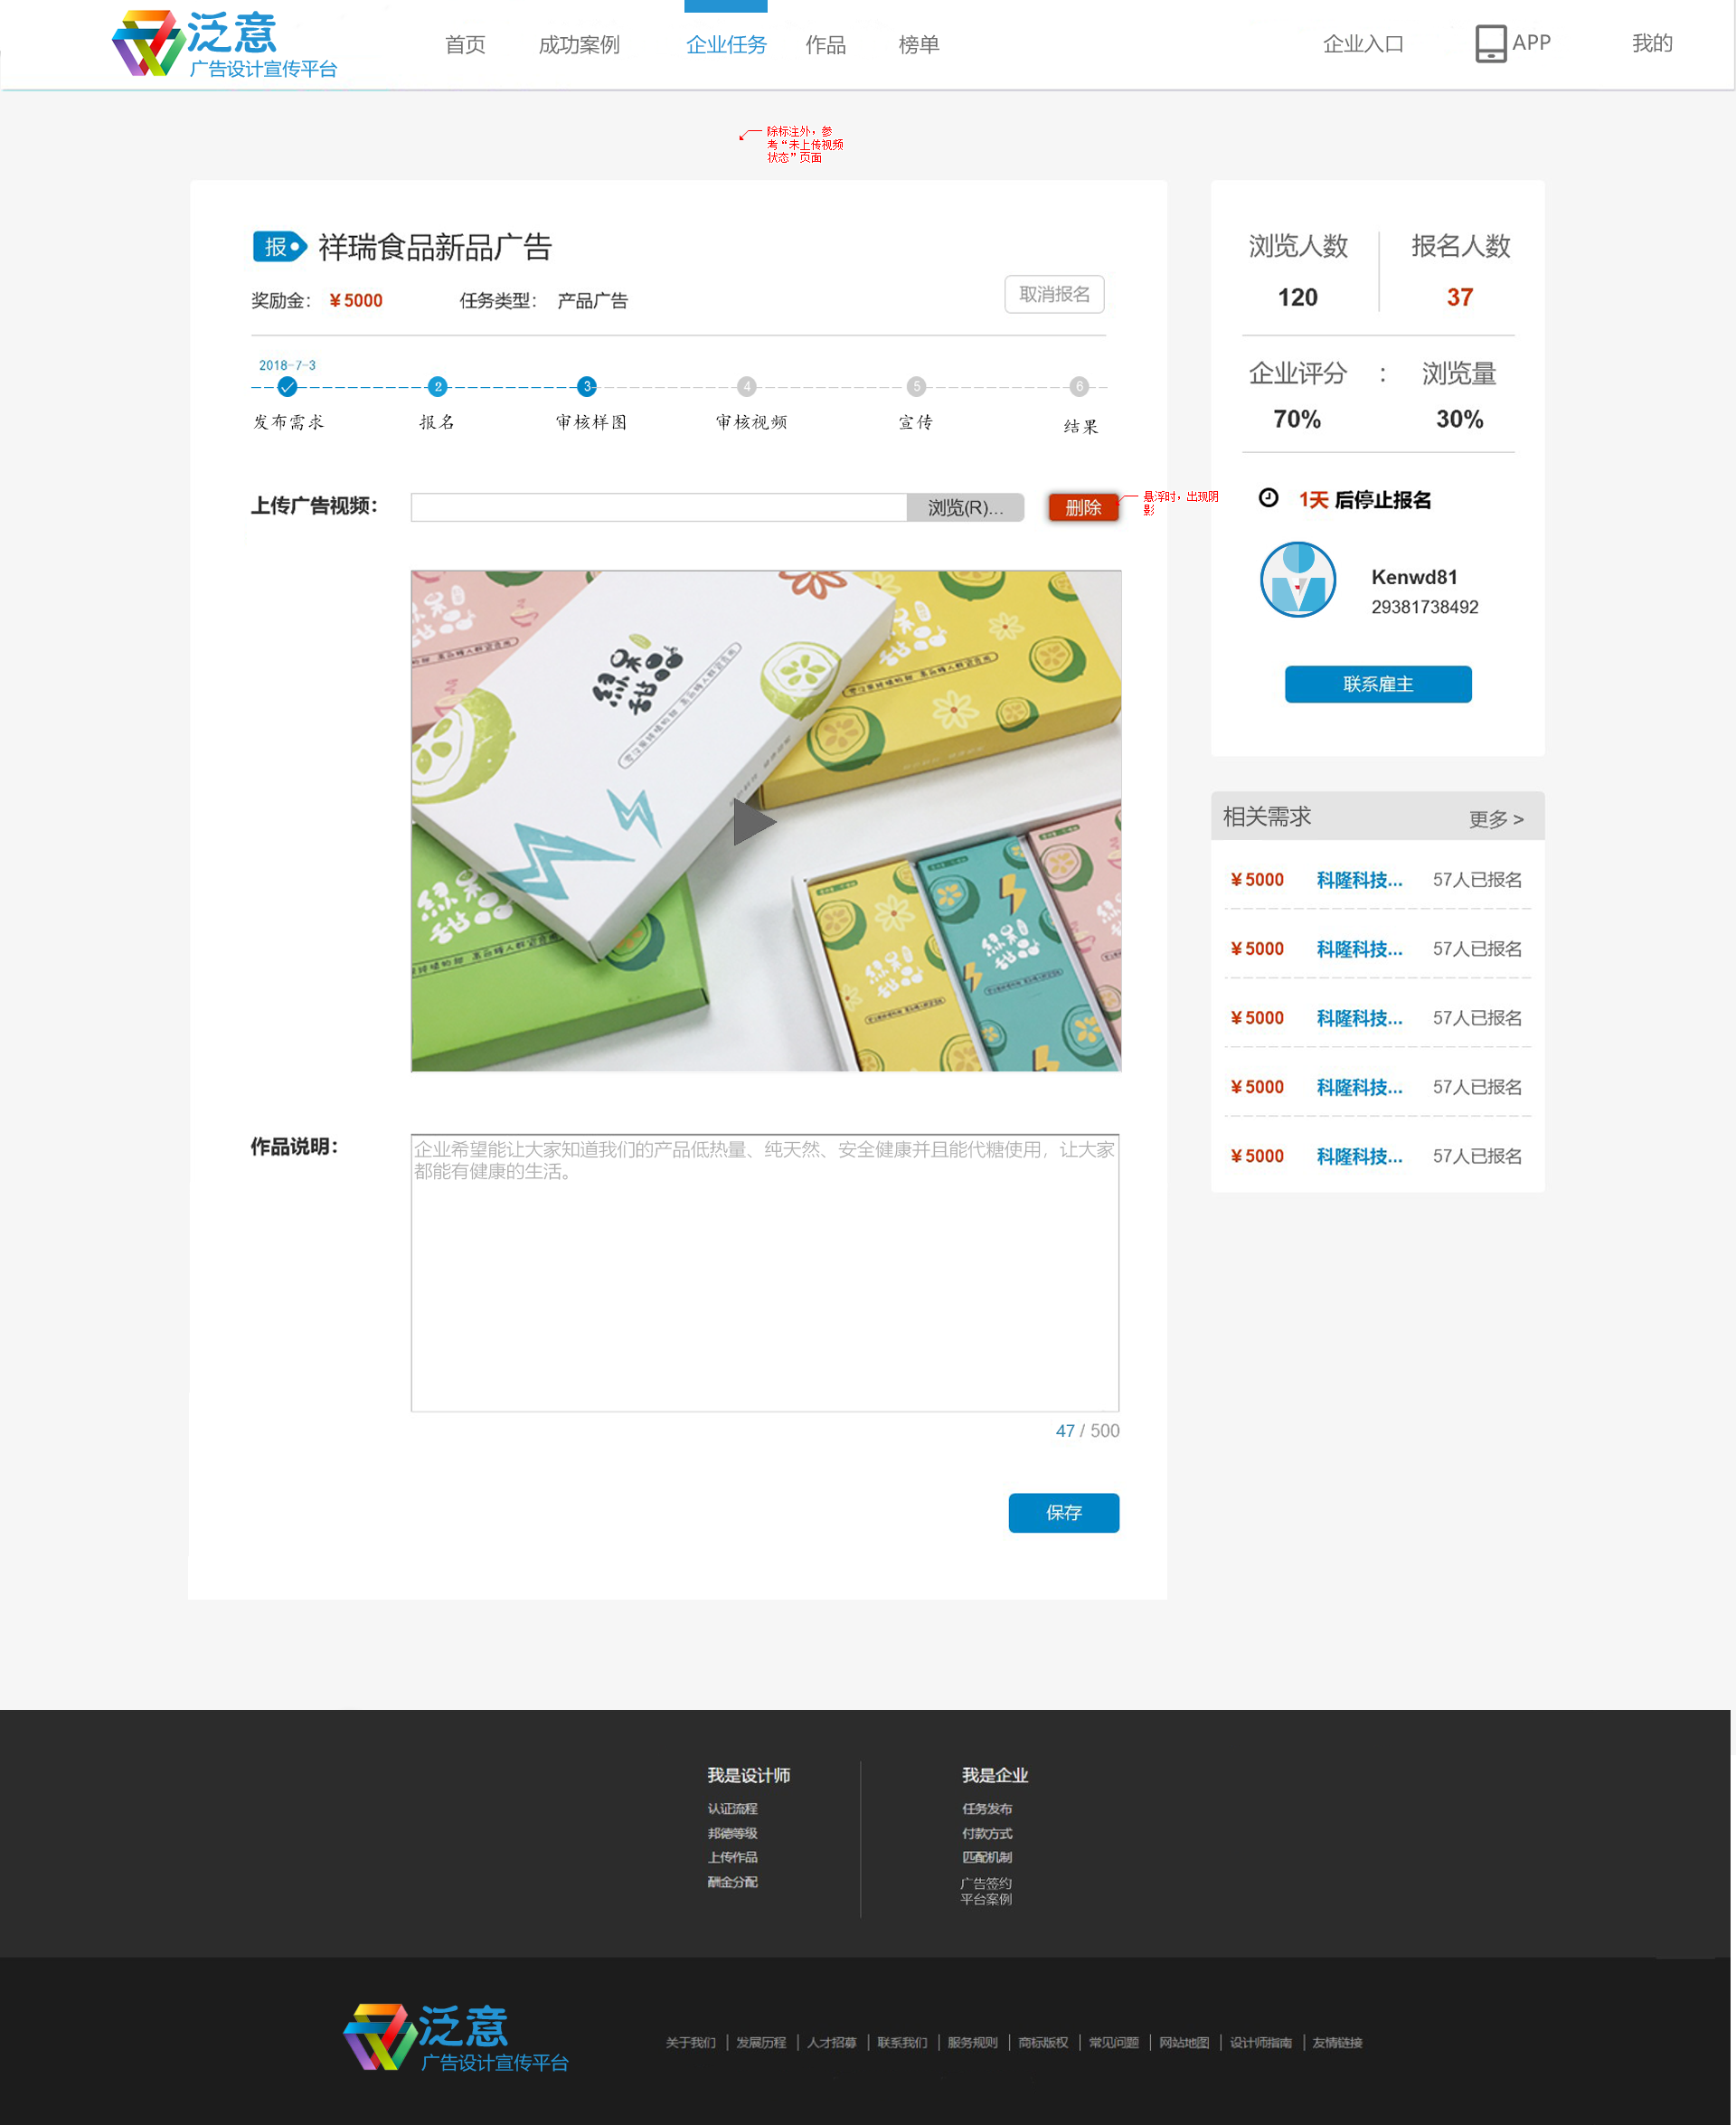 泛意
广告设计宣传平台
首页
成功案例
企业任务
作品
榜单
企业入口
APP
我的
除标注外，参
考“未上传视频
状态”页面
报
祥瑞食品新品广告
奖励金：
¥5000
任务类型：
产品广告
取消报名
2018-7-3
2
3
4
5
6
发布需求
报名
审核样图
审核视频
宣传
结果
上传广告视频：
浏览(R)...
删除
悬浮时，出现阴
影
作品说明：
企业希望能让大家知道我们的产品低热量、纯天然、安全健康并且能代糖使用，让大家
都能有健康的生活。
47 / 500
保存
浏览人数
报名人数
120
37
企业评分
:
浏览量
70%
30%
1天 后停止报名
Kenwd81
29381738492
联系雇主
相关需求
更多 >
¥5000 科隆科技... 57人已报名
¥5000 科隆科技... 57人已报名
¥5000 科隆科技... 57人已报名
¥5000 科隆科技... 57人已报名
¥5000 科隆科技... 57人已报名
我是设计师
认证流程
邦德等级
上传作品
酬金分配
我是企业
任务发布
付款方式
匹配机制
广告签约
平台案例
泛意
广告设计宣传平台
关于我们 | 发展历程 | 人才招募 | 联系我们 | 服务规则 | 商标版权 | 常见问题 | 网站地图 | 设计师指南 | 友情链接